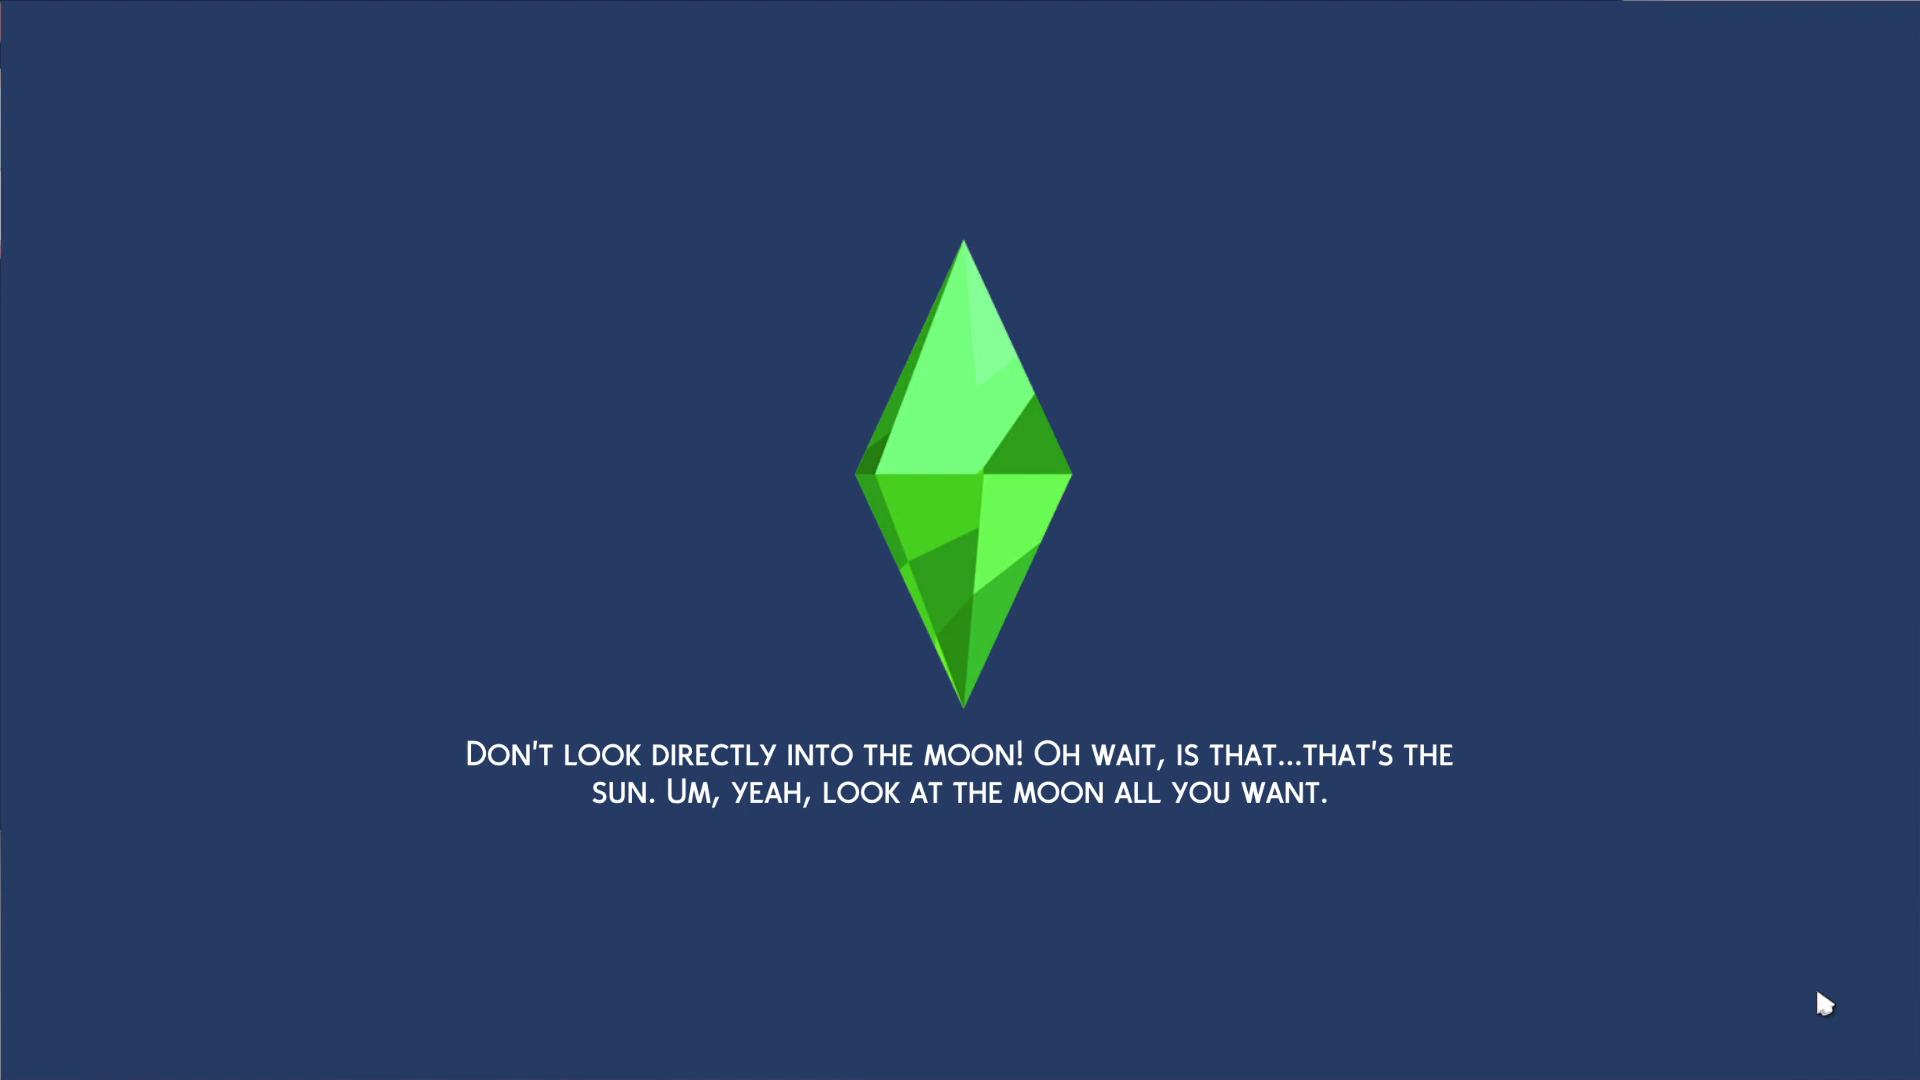 Don't look directly into the moon! Oh wait, is that...that's the
sun. Um, yeah, look at the moon all you want.